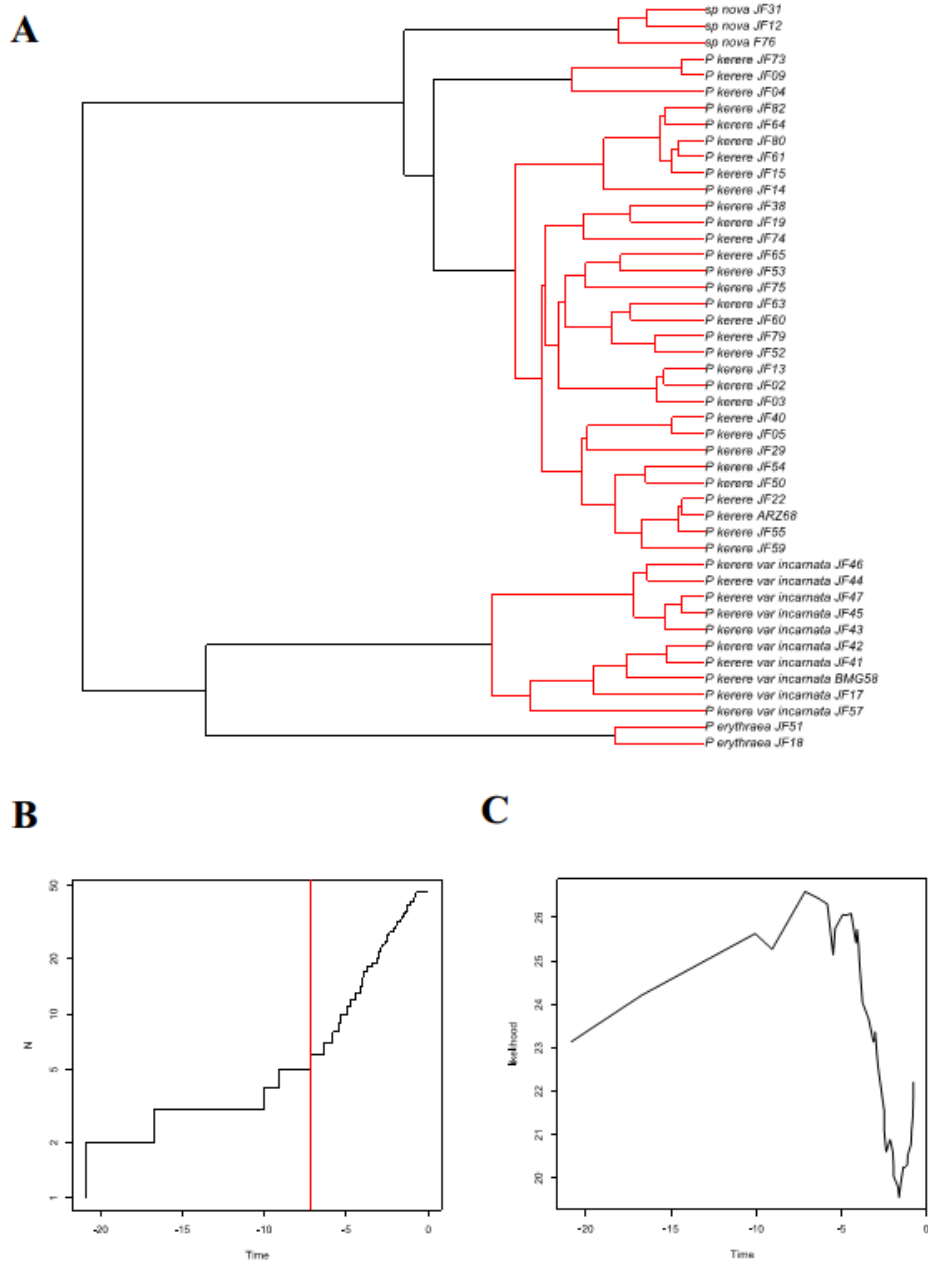 A
sp nova JF31
sp nova JF12
sp nova F76
P kerere JF73
P kerere JF09
P kerere JF04
P kerere JF82
P kerere JF64
P kerere JF80
P kerere JF61
P kerere JF15
P kerere JF14
P kerere JF38
P kerere JF19
P kerere JF74
P kerere JF65
P kerere JF53
P kerere JF75
P kerere JF63
P kerere JF60
P kerere JF79
P kerere JF52
P kerere JF13
P kerere JF02
P kerere JF03
P kerere JF40
P kerere JF05
P kerere JF29
P kerere JF54
P kerere JF50
P kerere JF22
P kerere ARZ68
P kerere JF55
P kerere JF59
P kerere var incarnata JF46
P kerere var incarnata JF44
P kerere var incarnata JF47
P kerere var incarnata JF45
P kerere var incarnata JF43
P kerere var incarnata JF42
P kerere var incarnata JF41
P kerere var incarnata BMG58
P kerere var incarnata JF17
P kerere var incarnata JF57
P erythraea JF51
P erythraea JF18
B
50
20
10
5
2
1
N
-20 -15 -10 -5 0
Time
C
26
25
24
23
22
21
20
likelihood
-20 -15 -10 -5 0
Time